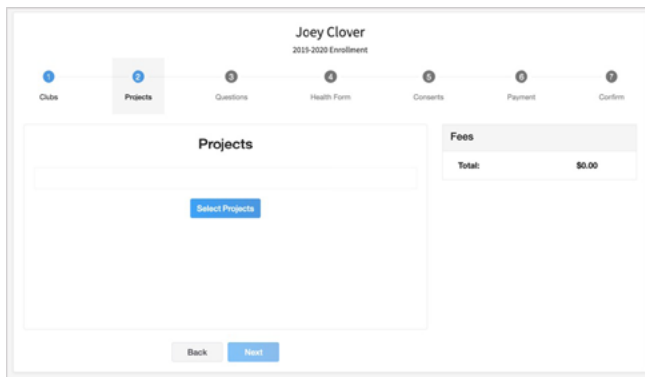 Joey Clover
2019-2020 Enrollment
1 2 3 4 5 6 7
Clubs Projects Questions Health Form Consents Payment Confirm
Projects
Select Projects
Back Next
Fees
Total: $0.00